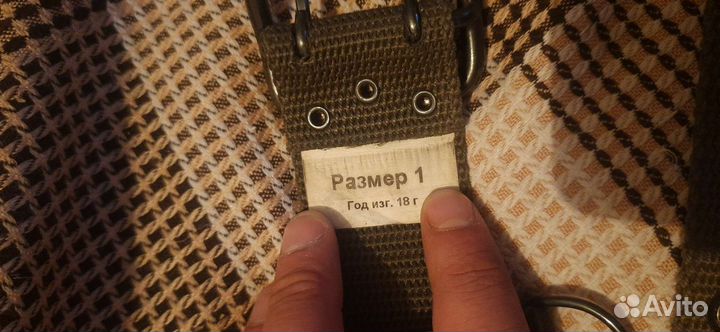 Размер 1
Год изг. 18 г
Avito